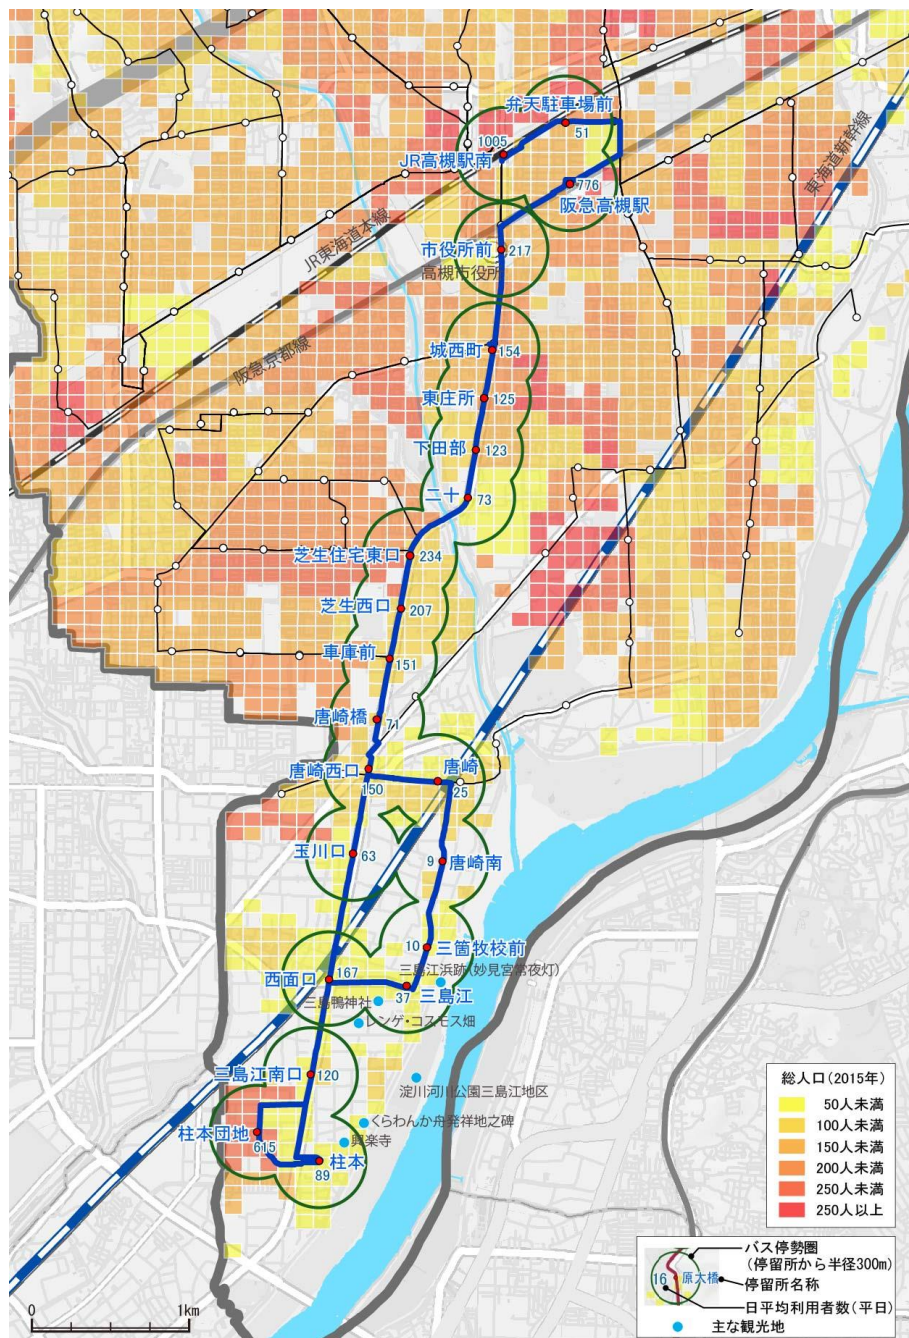 弁天駐車場前
51
1005
JR高槻駅南
776
阪急高槻駅
東海道新幹線
JR東海道本線
市役所前
217
高槻市役所
阪急京都線
城西町
154
東庄所
125
下田部
123
二十
73
芝生住宅東口
234
芝生西口
207
車庫前
151
唐崎橋
71
唐崎西口
150
唐崎
25
玉川口
63
9
唐崎南
10
三箇牧校前
三島江浜跡(妙見宮常夜灯)
西面口
167
37
三島江
三島鴨神社
レンゲ・コスモス畑
三島江南口
120
淀川河川公園三島江地区
くらわんか舟発祥地之碑
柱本団地
615
興楽寺
柱本
89
総人口(2015年)
50人未満
100人未満
150人未満
200人未満
250人未満
250人以上
バス停勢圏
(停留所から半径300m)
16
原大橋
停留所名称
日平均利用者数(平日)
主な観光地
0
1km